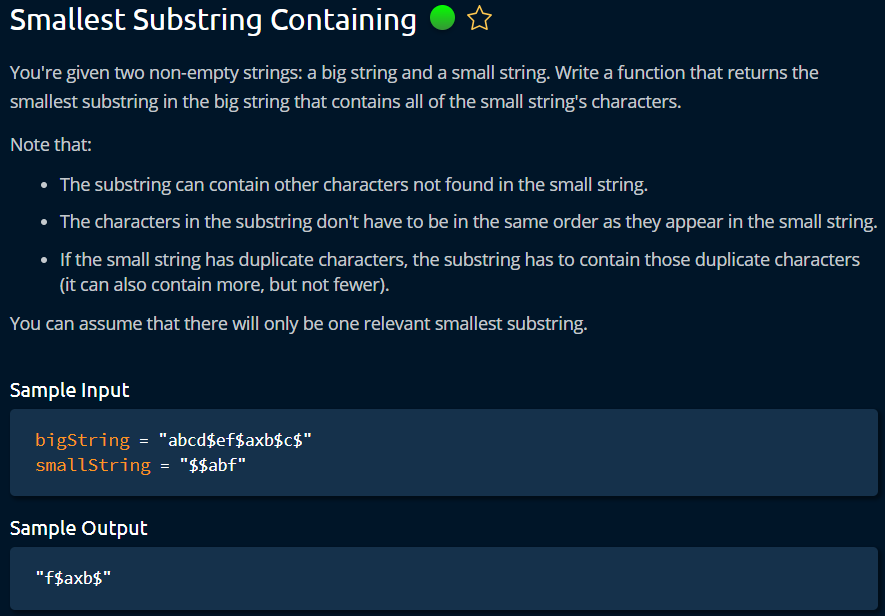 Smallest Substring Containing
You're given two non-empty strings: a big string and a small string. Write a function that returns the
smallest substring in the big string that contains all of the small string's characters.
Note that:
• The substring can contain other characters not found in the small string.
• The characters in the substring don't have to be in the same order as they appear in the small string.
• If the small string has duplicate characters, the substring has to contain those duplicate characters
(it can also contain more, but not fewer).
You can assume that there will only be one relevant smallest substring.
Sample Input
bigString = "abcd$ef$axb$c$"
smallString = "$$abf"
Sample Output
"f$axb$"